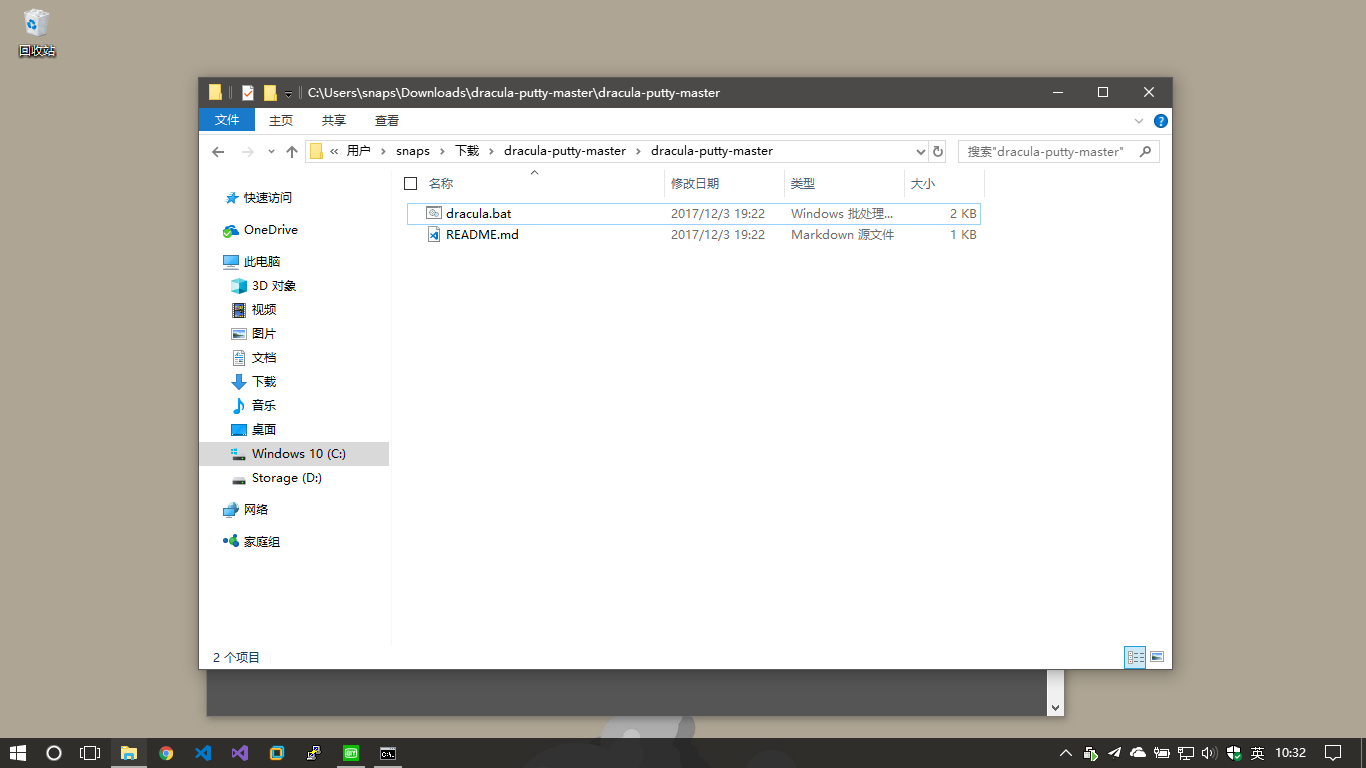 回收站
C:\Users\snaps\Downloads\dracula-putty-master\dracula-putty-master
文件 主页 共享 查看
« 用户 > snaps > 下载 > dracula-putty-master > dracula-putty-master 搜索"dracula-putty-master"
名称 修改日期 类型 大小
dracula.bat 2017/12/3 19:22 Windows 批处理... 2 KB
README.md 2017/12/3 19:22 Markdown 源文件 1 KB
快速访问
OneDrive
此电脑
3D 对象
视频
图片
文档
下载
音乐
桌面
Windows 10 (C:)
Storage (D:)
网络
家庭组
2 个项目
英 10:32